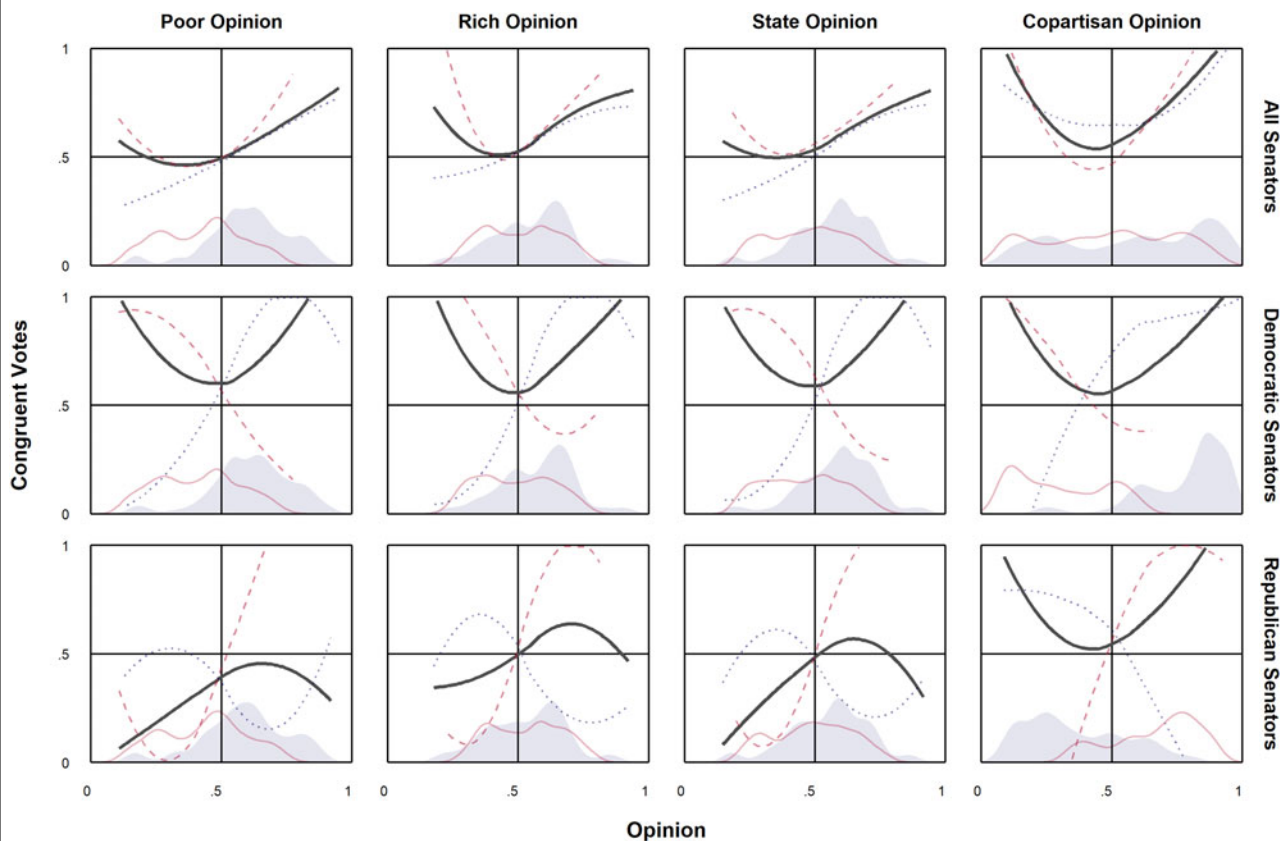 Poor Opinion
Rich Opinion
State Opinion
Copartisan Opinion
1
.5
0
All Senators
1
.5
0
Democratic Senators
1
.5
0
Republican Senators
Congruent Votes
0 .5 1
0 .5 1
0 .5 1
0 .5 1
Opinion